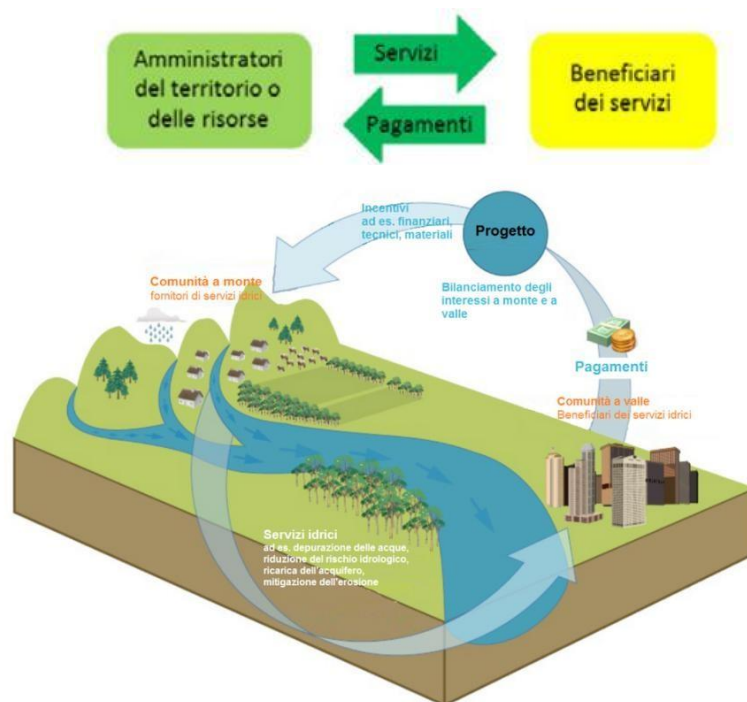 Amministratori
del territorio o
delle risorse
Servizi
Pagamenti
Beneficiari
dei servizi
Incentivi
ad es. finanziari,
tecnici, materiali
Progetto
Comunità a monte
fornitori di servizi idrici
Bilanciamento degli
interessi a monte e a
valle
Pagamenti
Comunità a valle
Beneficiari dei servizi idrici
Servizi idrici
ad es. depurazione delle acque,
riduzione del rischio idrologico,
ricarica dell'acquifero,
mitigazione dell'erosione